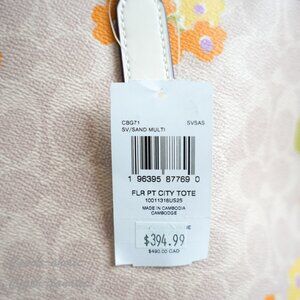 CBG71 SVSAS
SV/SAND MULTI
1 96395 87769 0
FLR PT CITY TOTE
10011316US25
MADE IN CAMBODIA
CAMBODGE
$394.99
$490.00 CAD